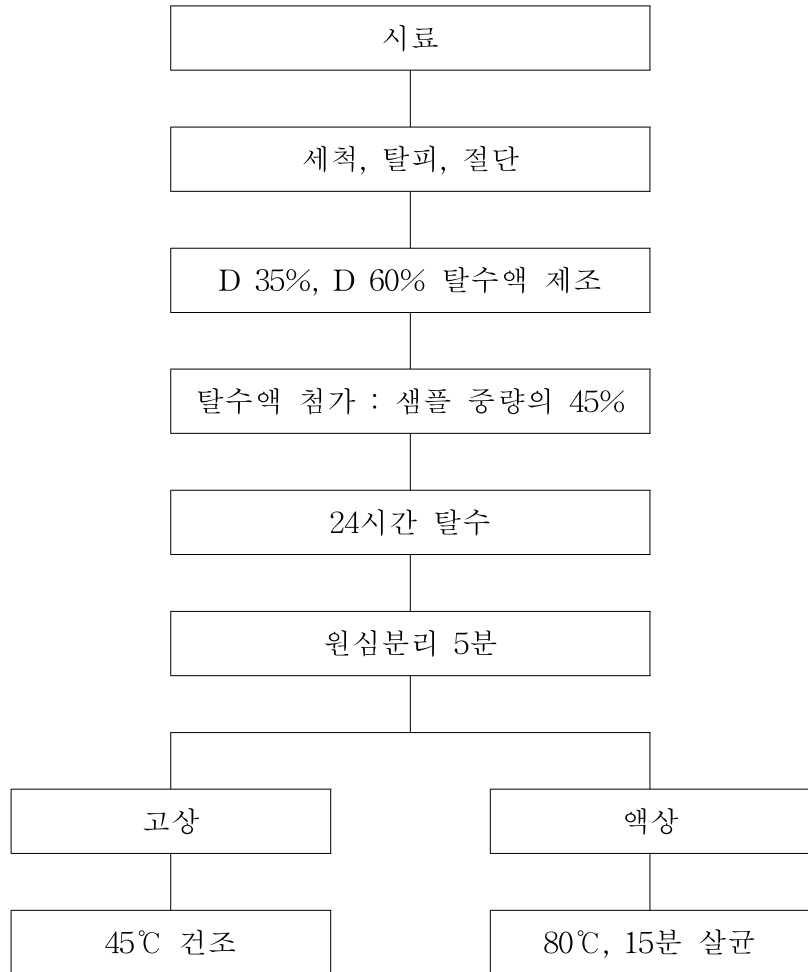 시료
세척, 탈피, 절단
D 35%, D 60% 탈수액 제조
탈수액 첨가 : 샘플 중량의 45%
24시간 탈수
원심분리 5분
고상
액상
45℃ 건조
80℃, 15분 살균